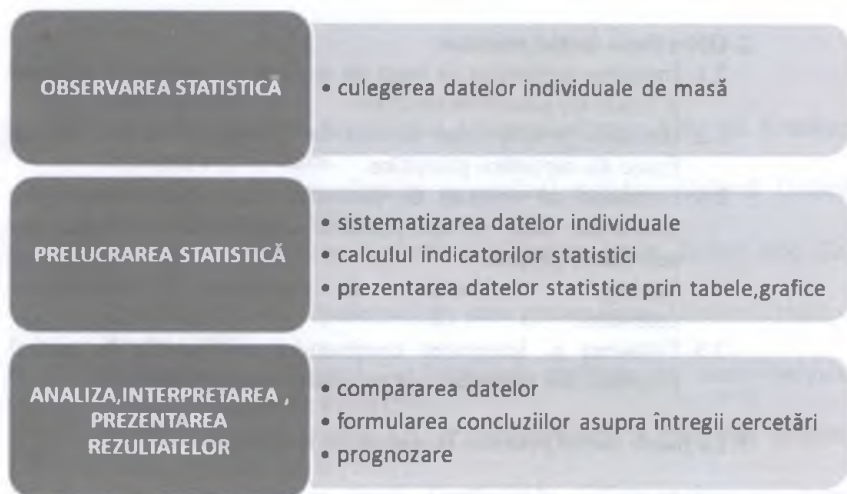 OBSERVAREA STATISTICĂ
• culegerea datelor individuale de masă
PRELUCRAREA STATISTICĂ
• sistematizarea datelor individuale
• calculul indicatorilor statistici
• prezentarea datelor statistice prin tabele,grafice
ANALIZA,INTERPRETAREA ,
PREZENTAREA
REZULTATELOR
• compararea datelor
• formularea concluziilor asupra întregii cercetări
• prognozare